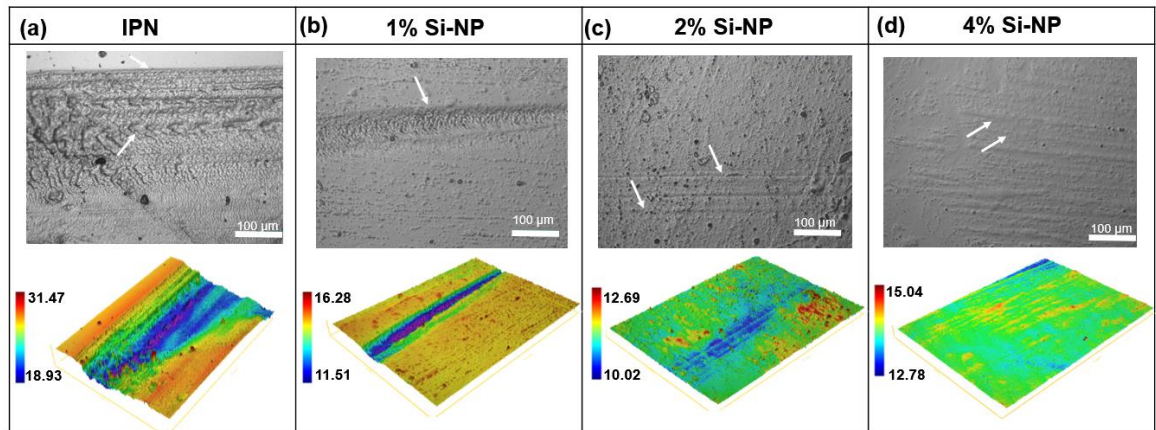 (a) IPN
(b) 1% Si-NP
(c) 2% Si-NP
(d) 4% Si-NP
100 µm
100 µm
100 µm
100 µm
31.47
18.93
16.28
11.51
12.69
10.02
15.04
12.78